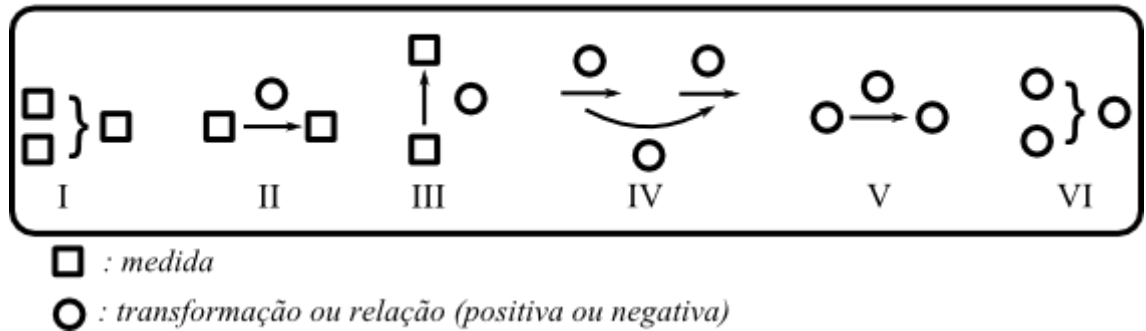 I II III IV V VI
: medida
: transformação ou relação (positiva ou negativa)